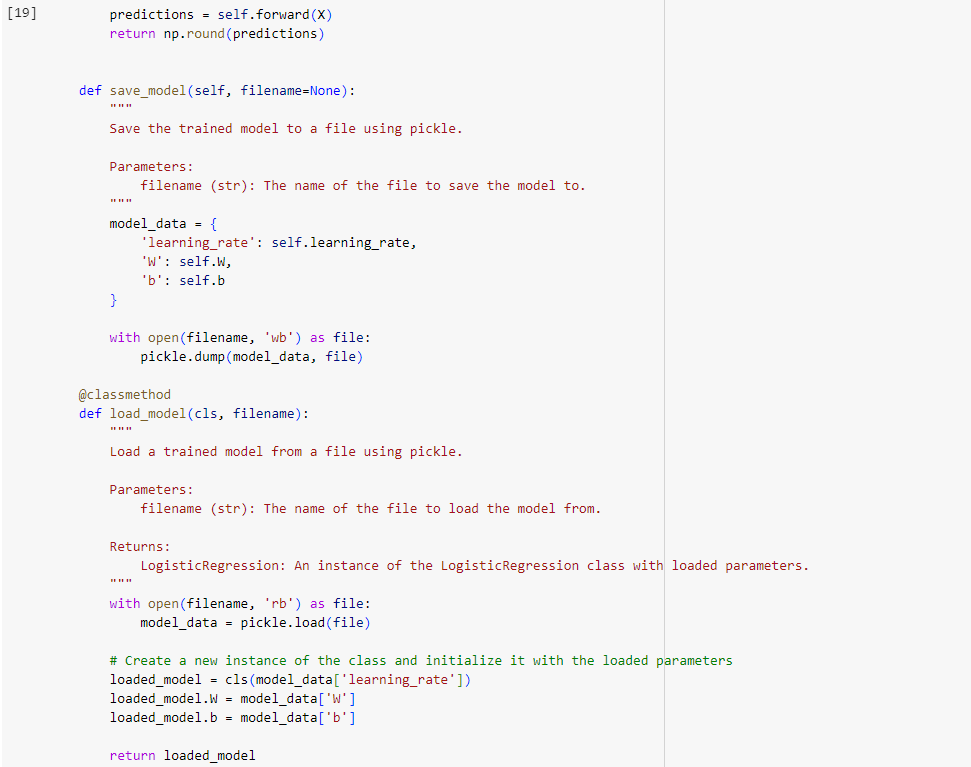 [19]
        predictions = self.forward(X)
        return np.round(predictions)

    def save_model(self, filename=None):
        """
        Save the trained model to a file using pickle.

        Parameters:
            filename (str): The name of the file to save the model to.
        """
        model_data = {
            'learning_rate': self.learning_rate,
            'W': self.W,
            'b': self.b
        }

        with open(filename, 'wb') as file:
            pickle.dump(model_data, file)

    @classmethod
    def load_model(cls, filename):
        """
        Load a trained model from a file using pickle.

        Parameters:
            filename (str): The name of the file to load the model from.

        Returns:
            LogisticRegression: An instance of the LogisticRegression class with loaded parameters.
        """
        with open(filename, 'rb') as file:
            model_data = pickle.load(file)

        # Create a new instance of the class and initialize it with the loaded parameters
        loaded_model = cls(model_data['learning_rate'])
        loaded_model.W = model_data['W']
        loaded_model.b = model_data['b']

        return loaded_model